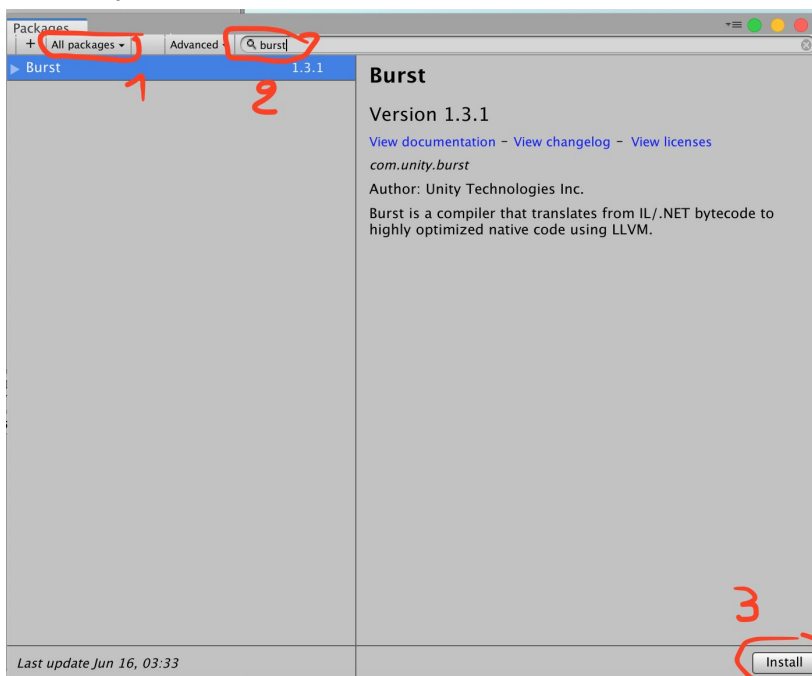 Packages
+ All packages Advanced burst
Burst 1.3.1
1
2
Burst
Version 1.3.1
View documentation - View changelog - View licenses
com.unity.burst
Author: Unity Technologies Inc.
Burst is a compiler that translates from IL/.NET bytecode to
highly optimized native code using LLVM.
3
Last update Jun 16, 03:33
Install